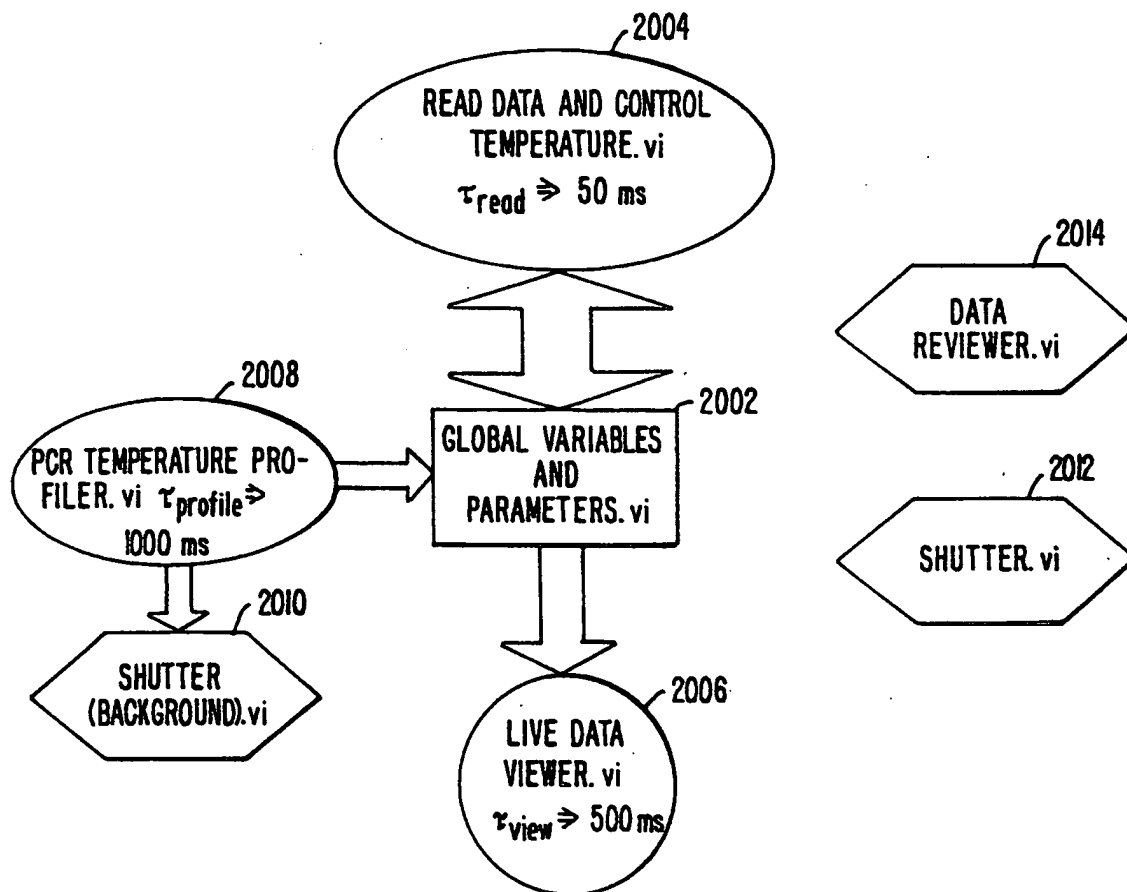 2004
READ DATA AND CONTROL
TEMPERATURE. vi
τread ⩾ 50 ms
2014
DATA
REVIEWER. vi
2008
PCR TEMPERATURE PRO-
FILER. vi τprofile ⩾
1000 ms
2002
GLOBAL VARIABLES
AND
PARAMETERS. vi
2012
SHUTTER. vi
2010
SHUTTER
(BACKGROUND). vi
2006
LIVE DATA
VIEWER. vi
τview ⩾ 500 ms